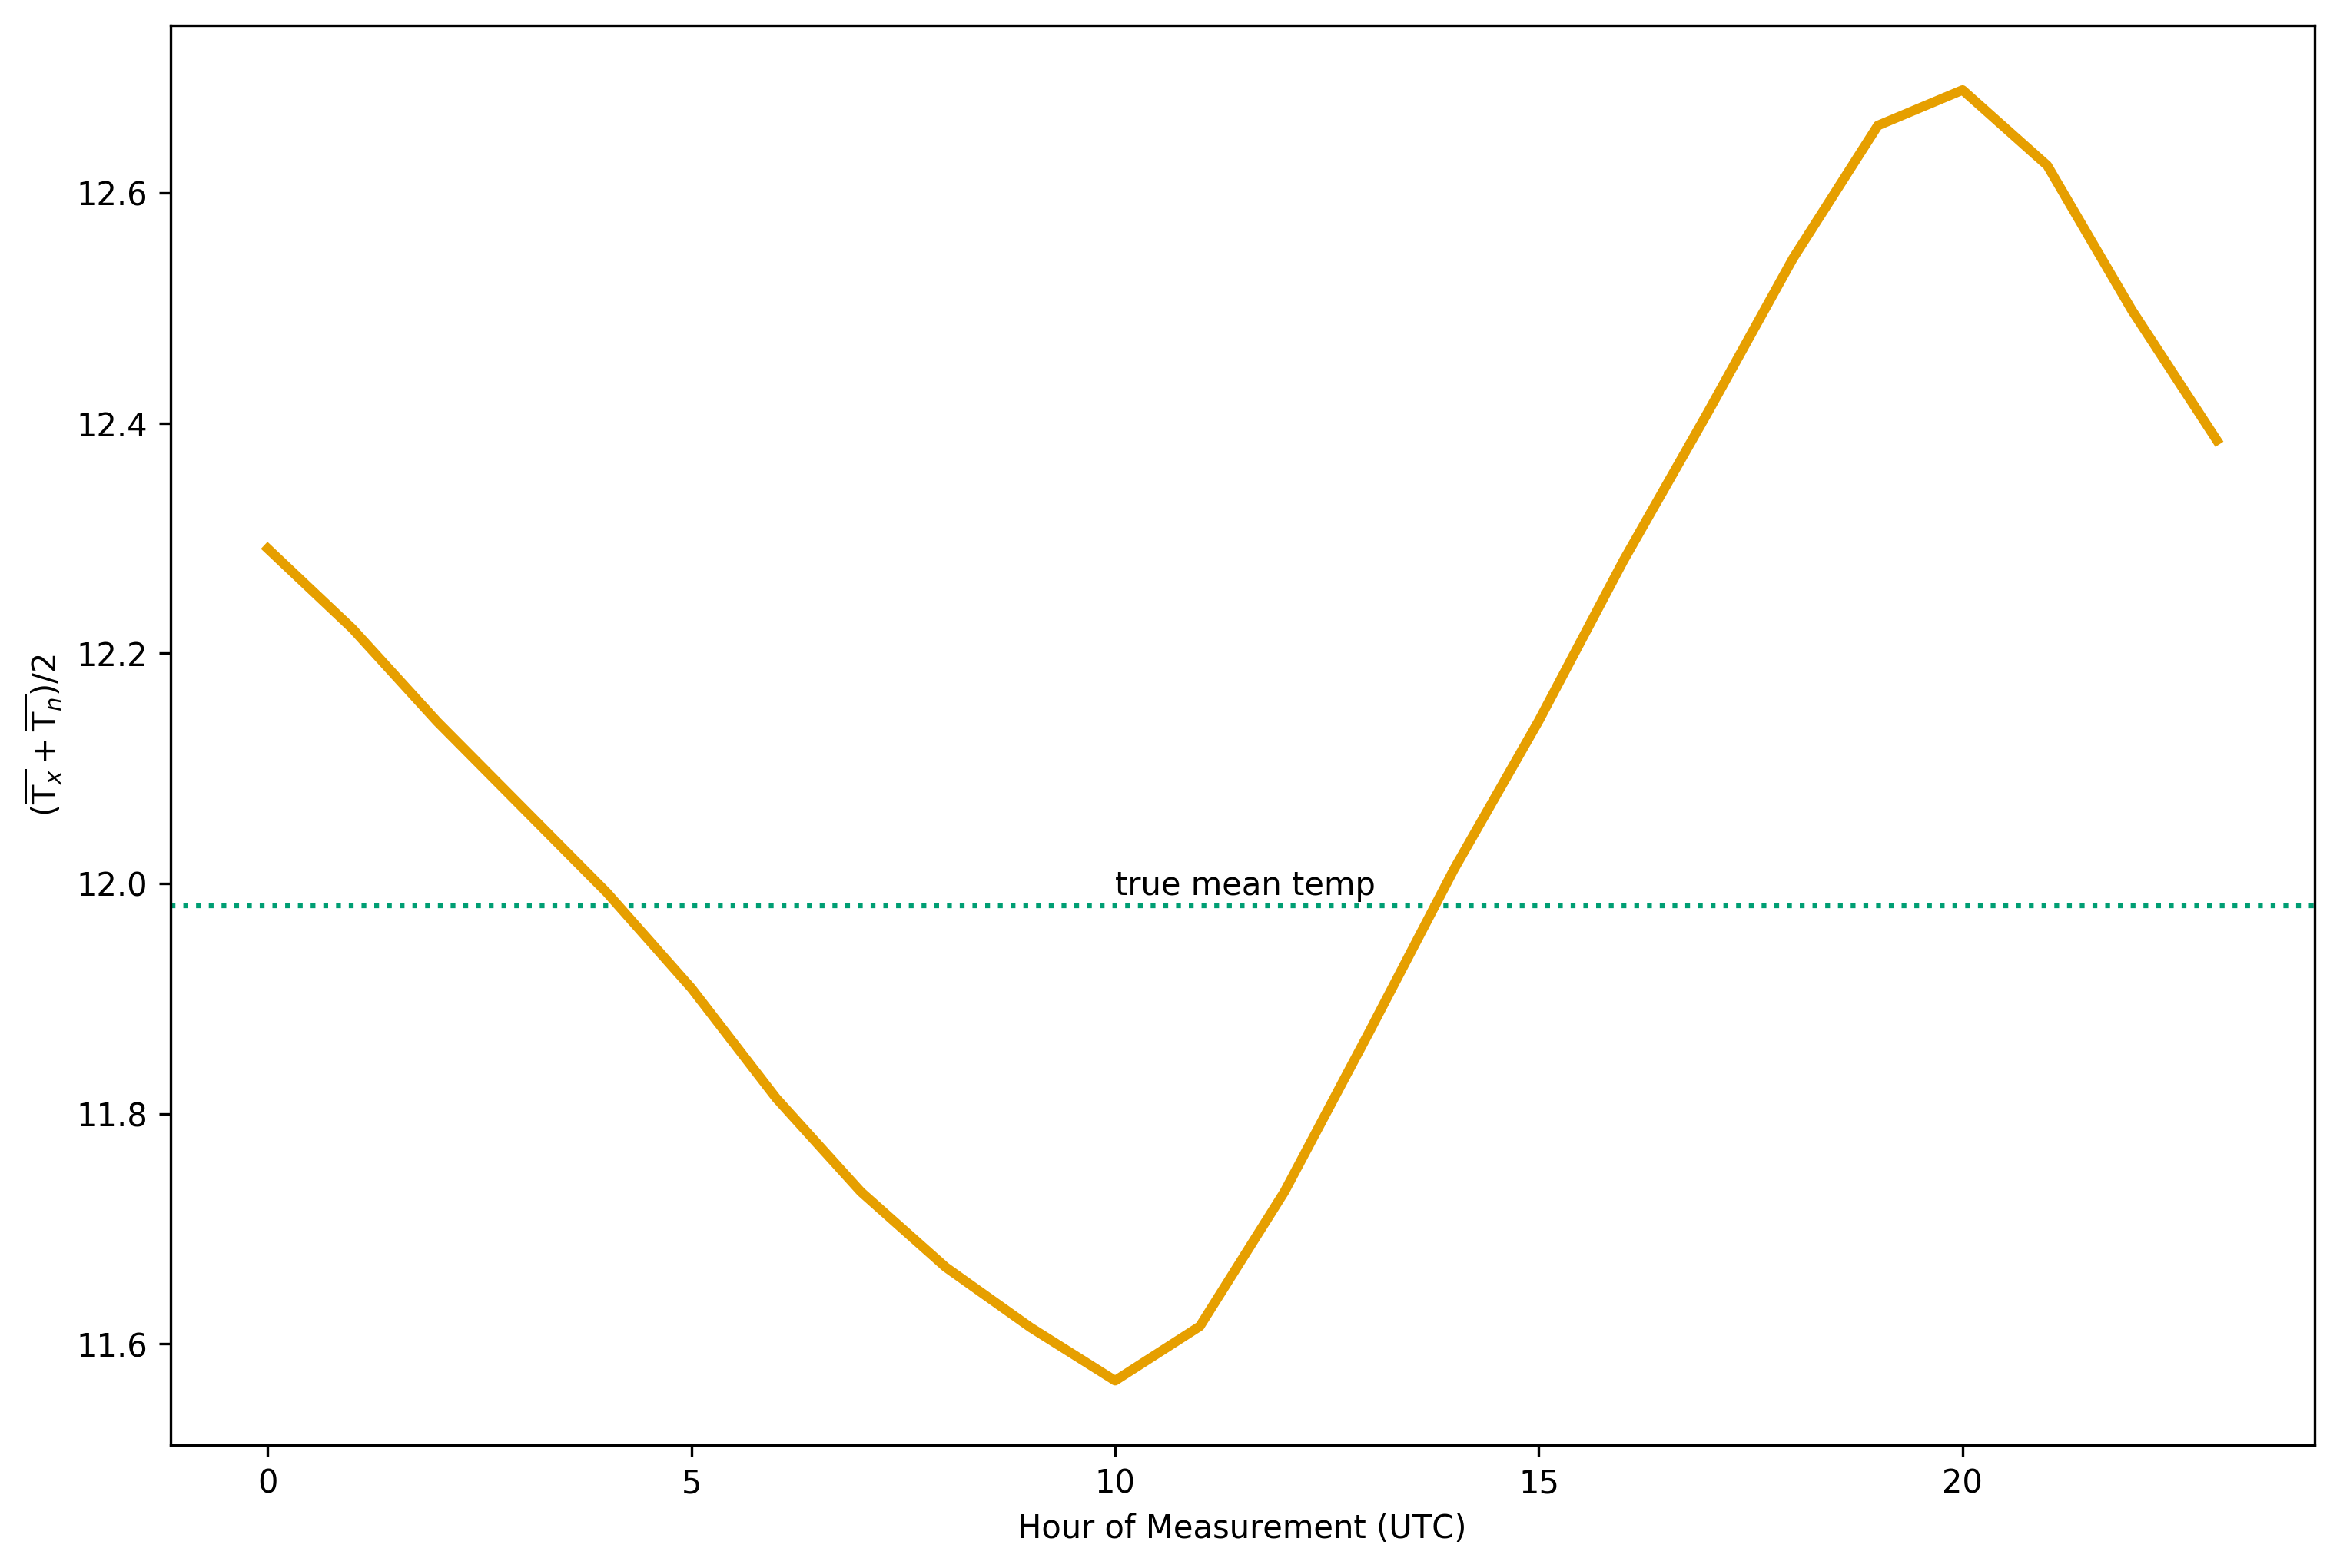 12.6
12.4
12.2
12.0
11.8
11.6
(T̅ₓ + T̅ₙ)/2
true mean temp
0 5 10 15 20
Hour of Measurement (UTC)